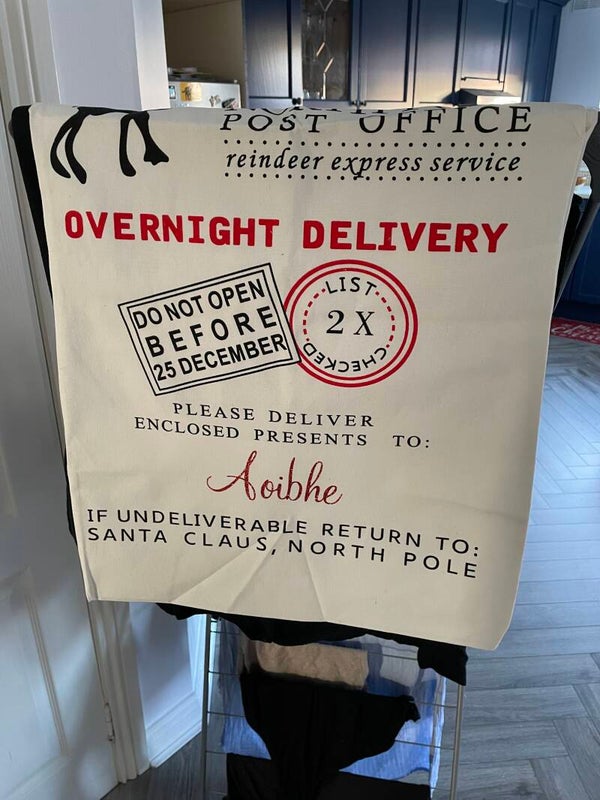 POST OFFICE
reindeer express service
OVERNIGHT DELIVERY
DO NOT OPEN
BEFORE
25 DECEMBER
LIST
2 X
CHECKED
PLEASE DELIVER
ENCLOSED PRESENTS TO:
Aoibhe
IF UNDELIVERABLE RETURN TO:
SANTA CLAUS, NORTH POLE